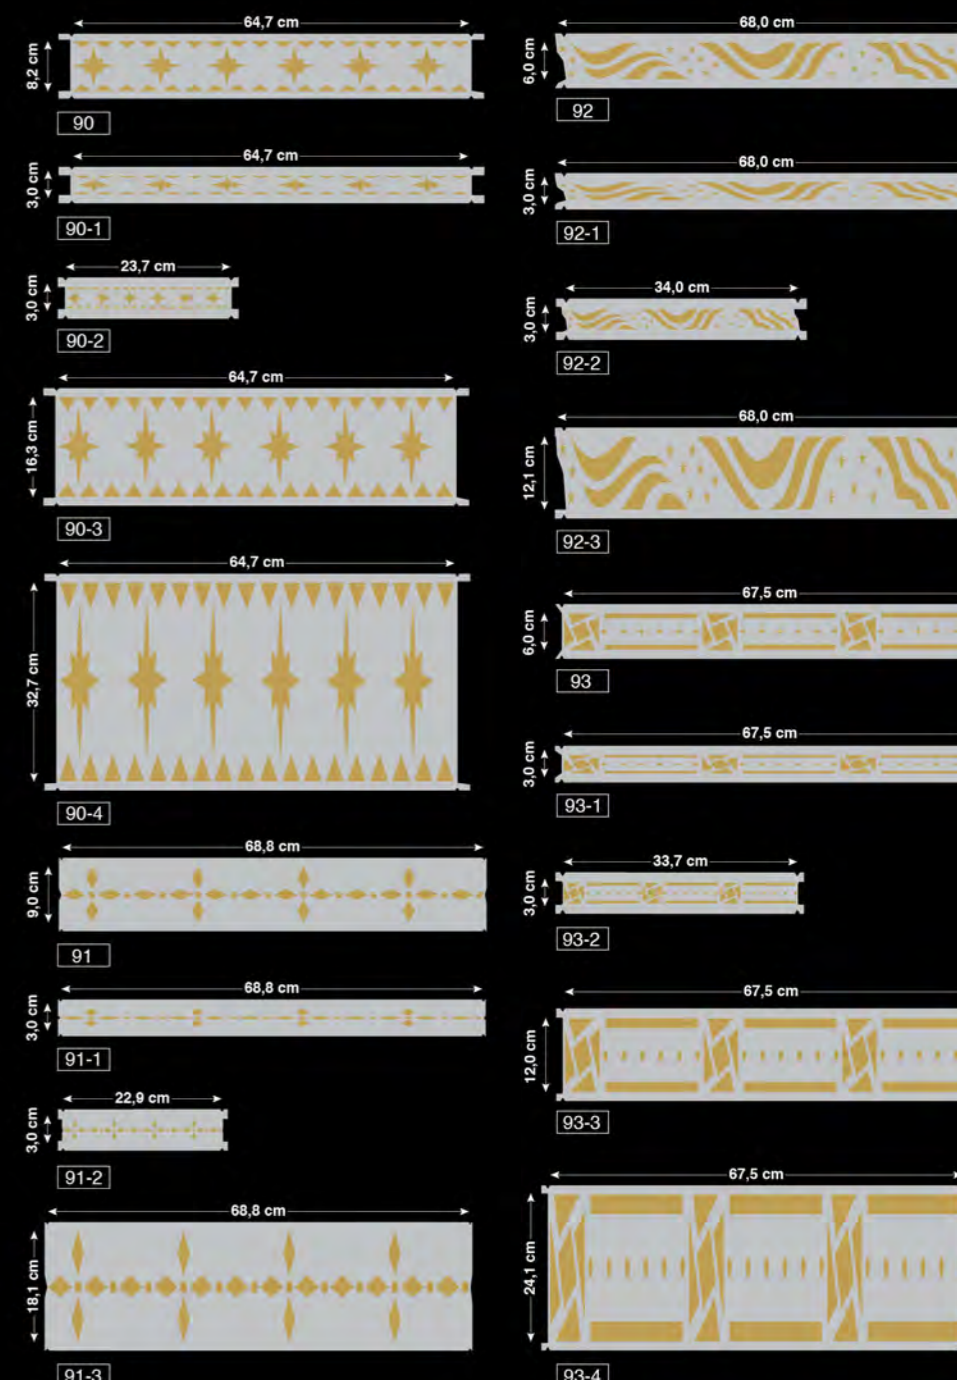 64,7 cm
8,2 cm
90
64,7 cm
3,0 cm
90-1
23,7 cm
3,0 cm
90-2
64,7 cm
16,3 cm
90-3
64,7 cm
32,7 cm
90-4
68,8 cm
9,0 cm
91
68,8 cm
3,0 cm
91-1
22,9 cm
3,0 cm
91-2
68,8 cm
18,1 cm
91-3
68,0 cm
6,0 cm
92
68,0 cm
3,0 cm
92-1
34,0 cm
3,0 cm
92-2
68,0 cm
12,1 cm
92-3
67,5 cm
6,0 cm
93
67,5 cm
3,0 cm
93-1
33,7 cm
3,0 cm
93-2
67,5 cm
12,0 cm
93-3
67,5 cm
24,1 cm
93-4